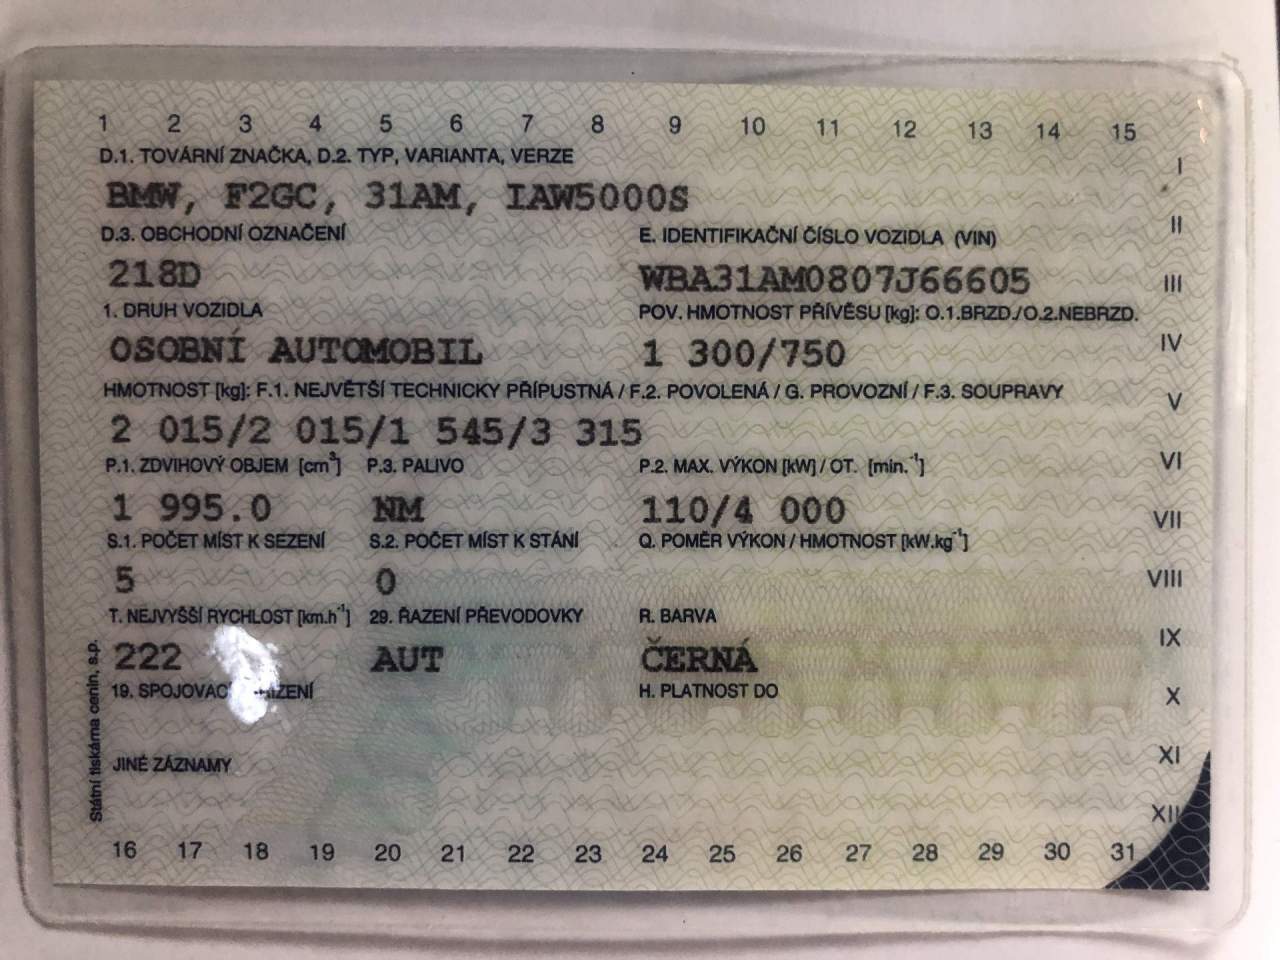 1 2 3 4 5 6 7 8 9 10 11 12 13 14 15
D.1. TOVÁRNÍ ZNAČKA, D.2. TYP, VARIANTA, VERZE
I
BMW, F2GC, 31AM, IAW5000S
II
D.3. OBCHODNÍ OZNAČENÍ E. IDENTIFIKAČNÍ ČÍSLO VOZIDLA (VIN)
218D WBA31AM0807J66605 III
1. DRUH VOZIDLA POV. HMOTNOST PŘÍVĚSU [kg]: O.1.BRZD./O.2.NEBRZD.
OSOBNÍ AUTOMOBIL 1 300/750 IV
HMOTNOST [kg]: F.1. NEJVĚTŠÍ TECHNICKY PŘÍPUSTNÁ / F.2. POVOLENÁ / G. PROVOZNÍ / F.3. SOUPRAVY V
2 015/2 015/1 545/3 315
P.1. ZDVIHOVÝ OBJEM [cm³] P.3. PALIVO P.2. MAX. VÝKON [kW] / OT. [min.⁻¹] VI
1 995.0 NM 110/4 000 VII
S.1. POČET MÍST K SEZENÍ S.2. POČET MÍST K STÁNÍ Q. POMĚR VÝKON / HMOTNOST [kW.kg⁻¹]
5 0 VIII
T. NEJVYŠŠÍ RYCHLOST [km.h⁻¹] 29. ŘAZENÍ PŘEVODOVKY R. BARVA IX
222 AUT ČERNÁ
19. H. PLATNOST DO X
JINÉ ZÁZNAMY XI
XII
16 17 18 19 20 21 22 23 24 25 26 27 28 29 30 31
Státní tiskárna cenin, s.p.